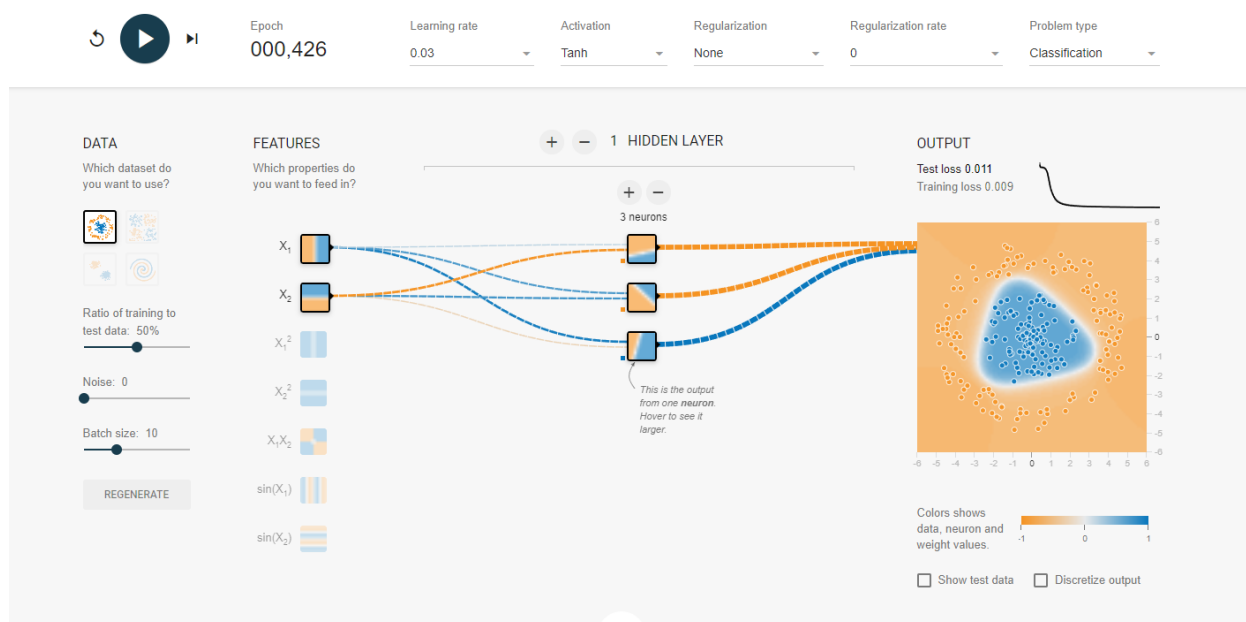 Epoch
000,426
Learning rate
0.03
Activation
Tanh
Regularization
None
Regularization rate
0
Problem type
Classification
DATA
Which dataset do
you want to use?
Ratio of training to
test data: 50%
Noise: 0
Batch size: 10
REGENERATE
FEATURES
Which properties do
you want to feed in?
X₁
X₂
X₁²
X₂²
X₁X₂
sin(X₁)
sin(X₂)
+ − 1 HIDDEN LAYER
+ −
3 neurons
This is the output
from one neuron.
Hover to see it
larger.
OUTPUT
Test loss 0.011
Training loss 0.009
6
5
4
3
2
1
0
-1
-2
-3
-4
-5
-6
-6 -5 -4 -3 -2 -1 0 1 2 3 4 5 6
Colors shows
data, neuron and
weight values.
-1 0 1
Show test data
Discretize output